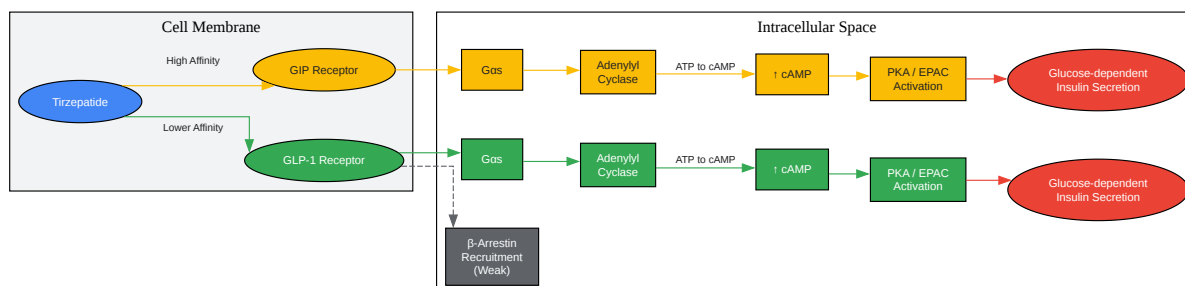 Cell Membrane
Intracellular Space
High Affinity
GIP Receptor
Tirzepatide
Lower Affinity
GLP-1 Receptor
Gαs
Adenylyl
Cyclase
ATP to cAMP
↑ cAMP
PKA / EPAC
Activation
Glucose-dependent
Insulin Secretion
Gαs
Adenylyl
Cyclase
ATP to cAMP
↑ cAMP
PKA / EPAC
Activation
Glucose-dependent
Insulin Secretion
β-Arrestin
Recruitment
(Weak)